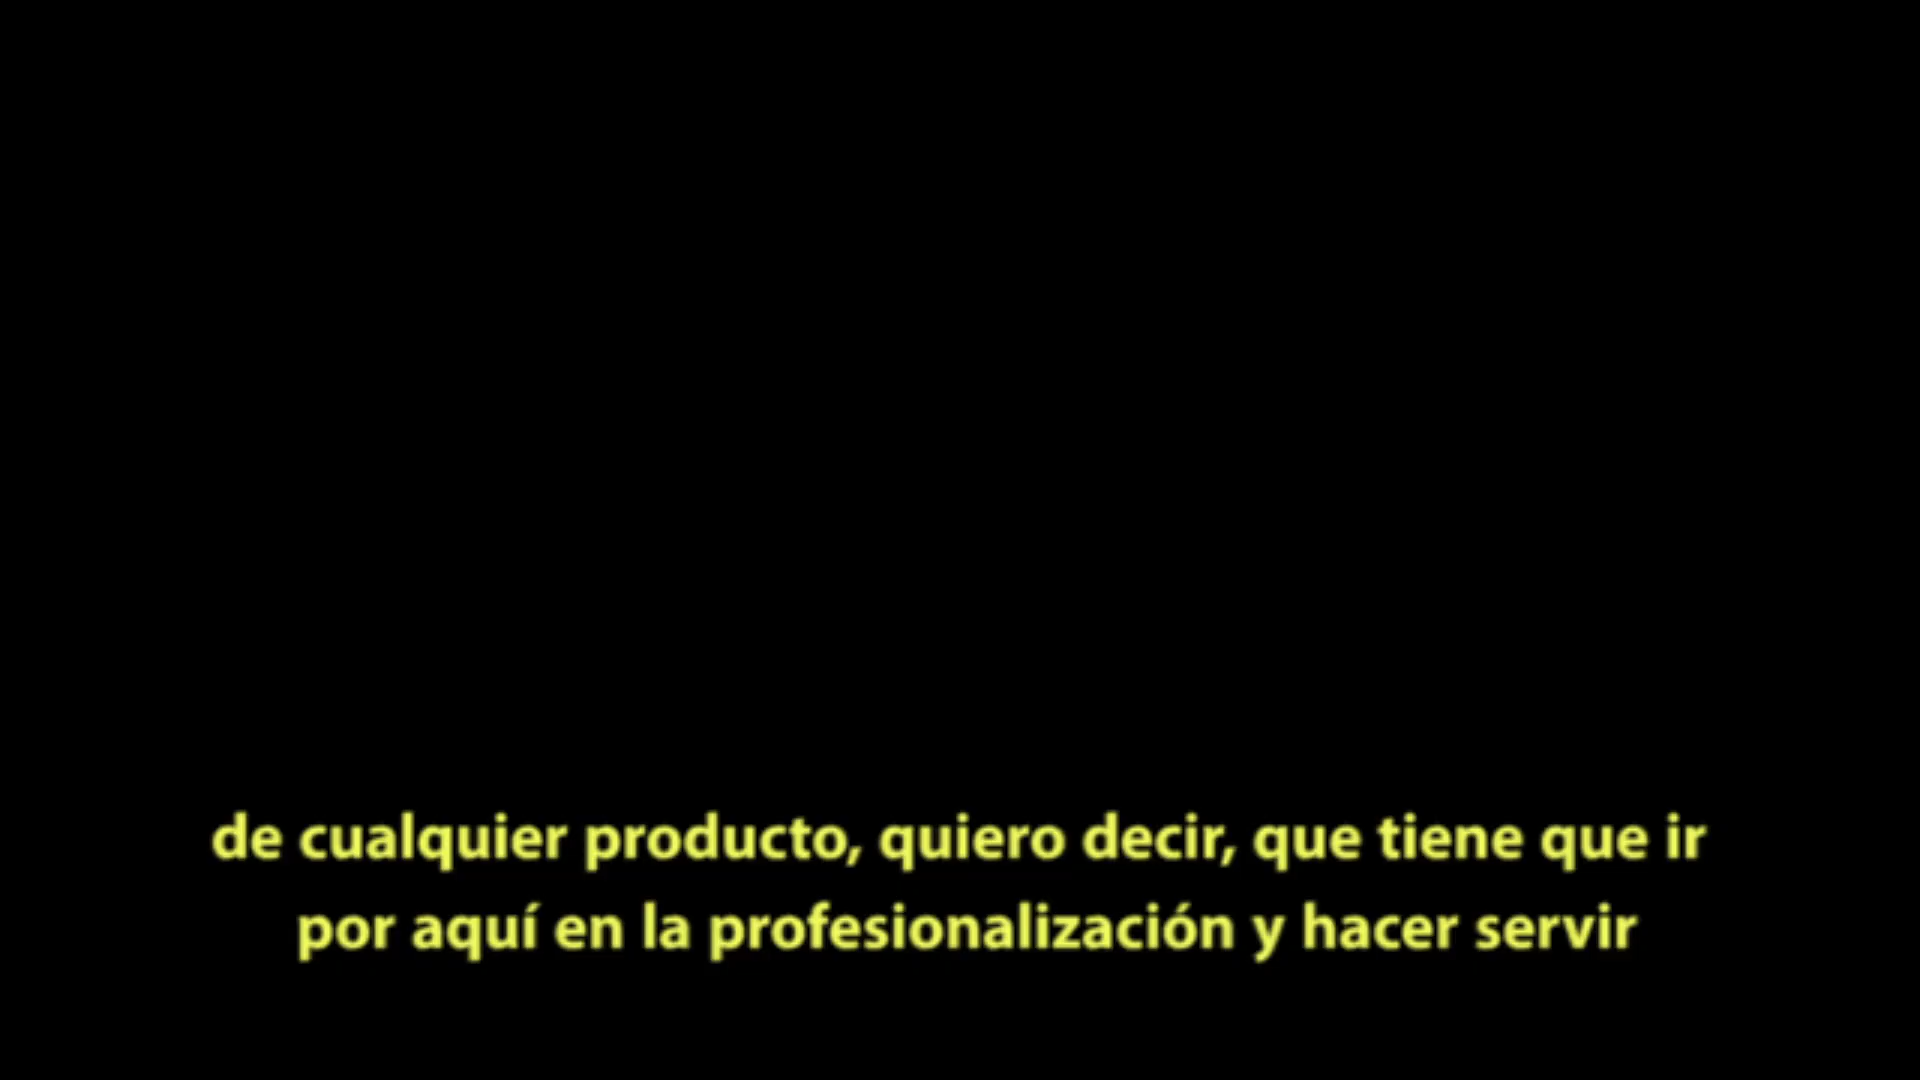 de cualquier producto, quiero decir, que tiene que ir
por aquí en la profesionalización y hacer servir